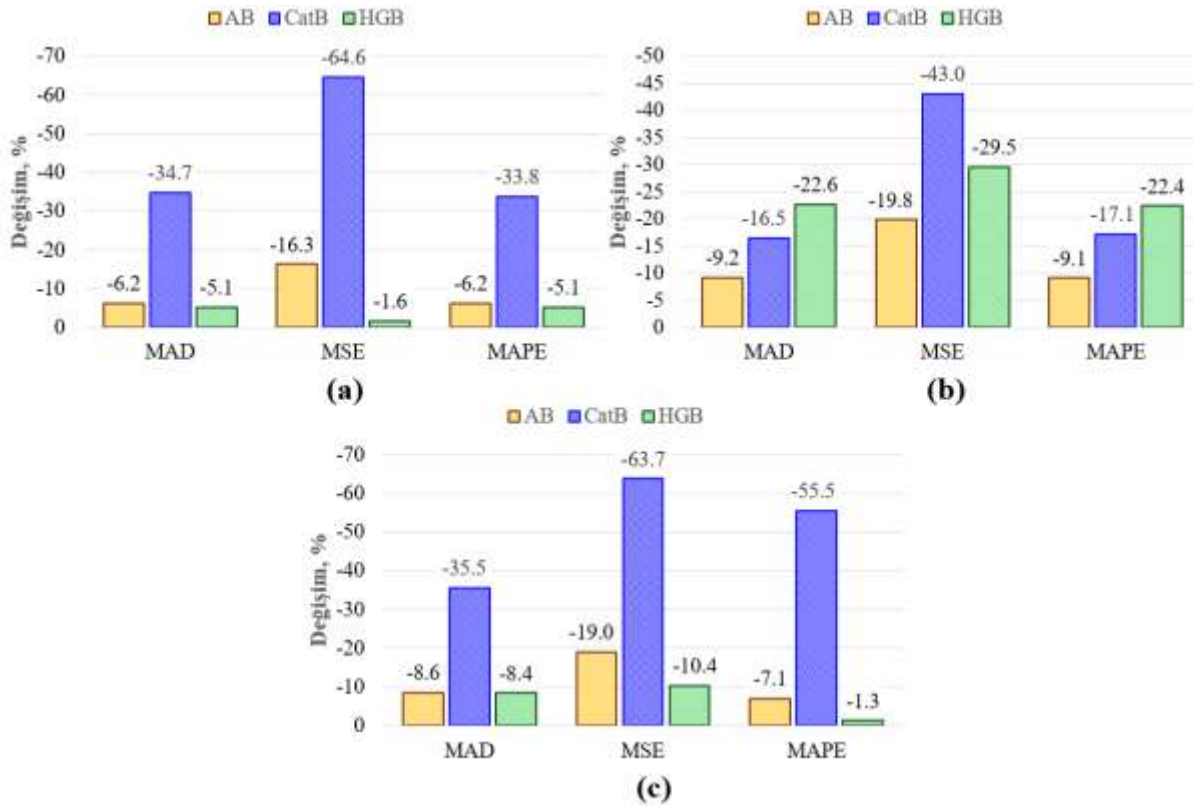 AB CatB HGB
Değişim, %
-70
-60
-50
-40
-30
-20
-10
0
-6.2 -34.7 -5.1
-16.3 -64.6 -1.6
-6.2 -33.8 -5.1
MAD MSE MAPE
(a)
AB CatB HGB
Değişim, %
-50
-45
-40
-35
-30
-25
-20
-15
-10
-5
0
-9.2 -16.5 -22.6
-19.8 -43.0 -29.5
-9.1 -17.1 -22.4
MAD MSE MAPE
(b)
AB CatB HGB
Değişim, %
-70
-60
-50
-40
-30
-20
-10
0
-8.6 -35.5 -8.4
-19.0 -63.7 -10.4
-7.1 -55.5 -1.3
MAD MSE MAPE
(c)